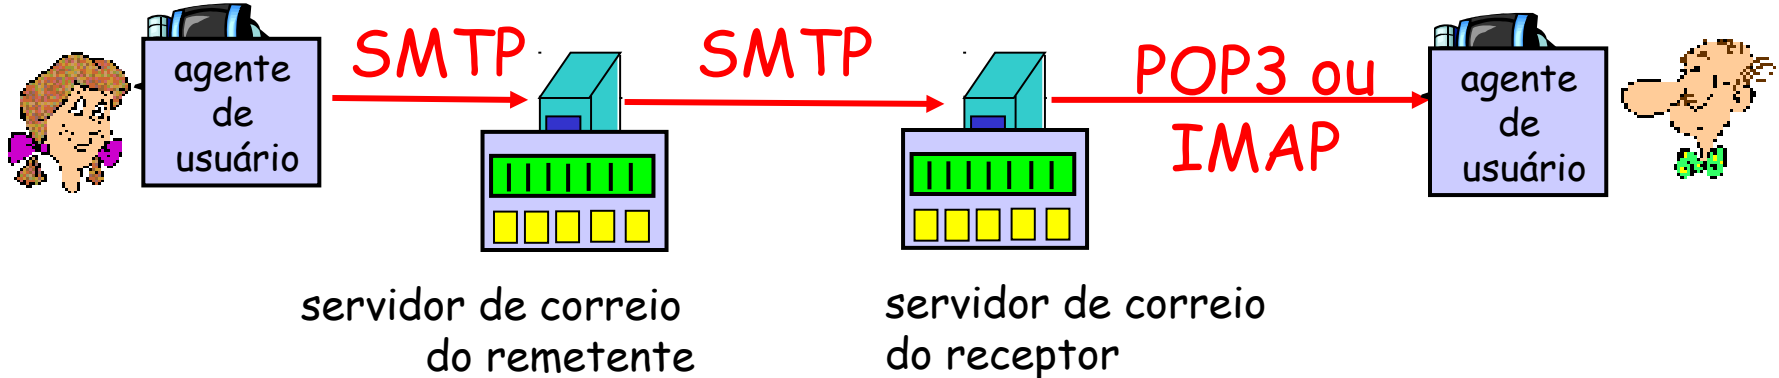 agente
de
usuário
SMTP
SMTP
POP3 ou
IMAP
agente
de
usuário
servidor de correio
do remetente
servidor de correio
do receptor